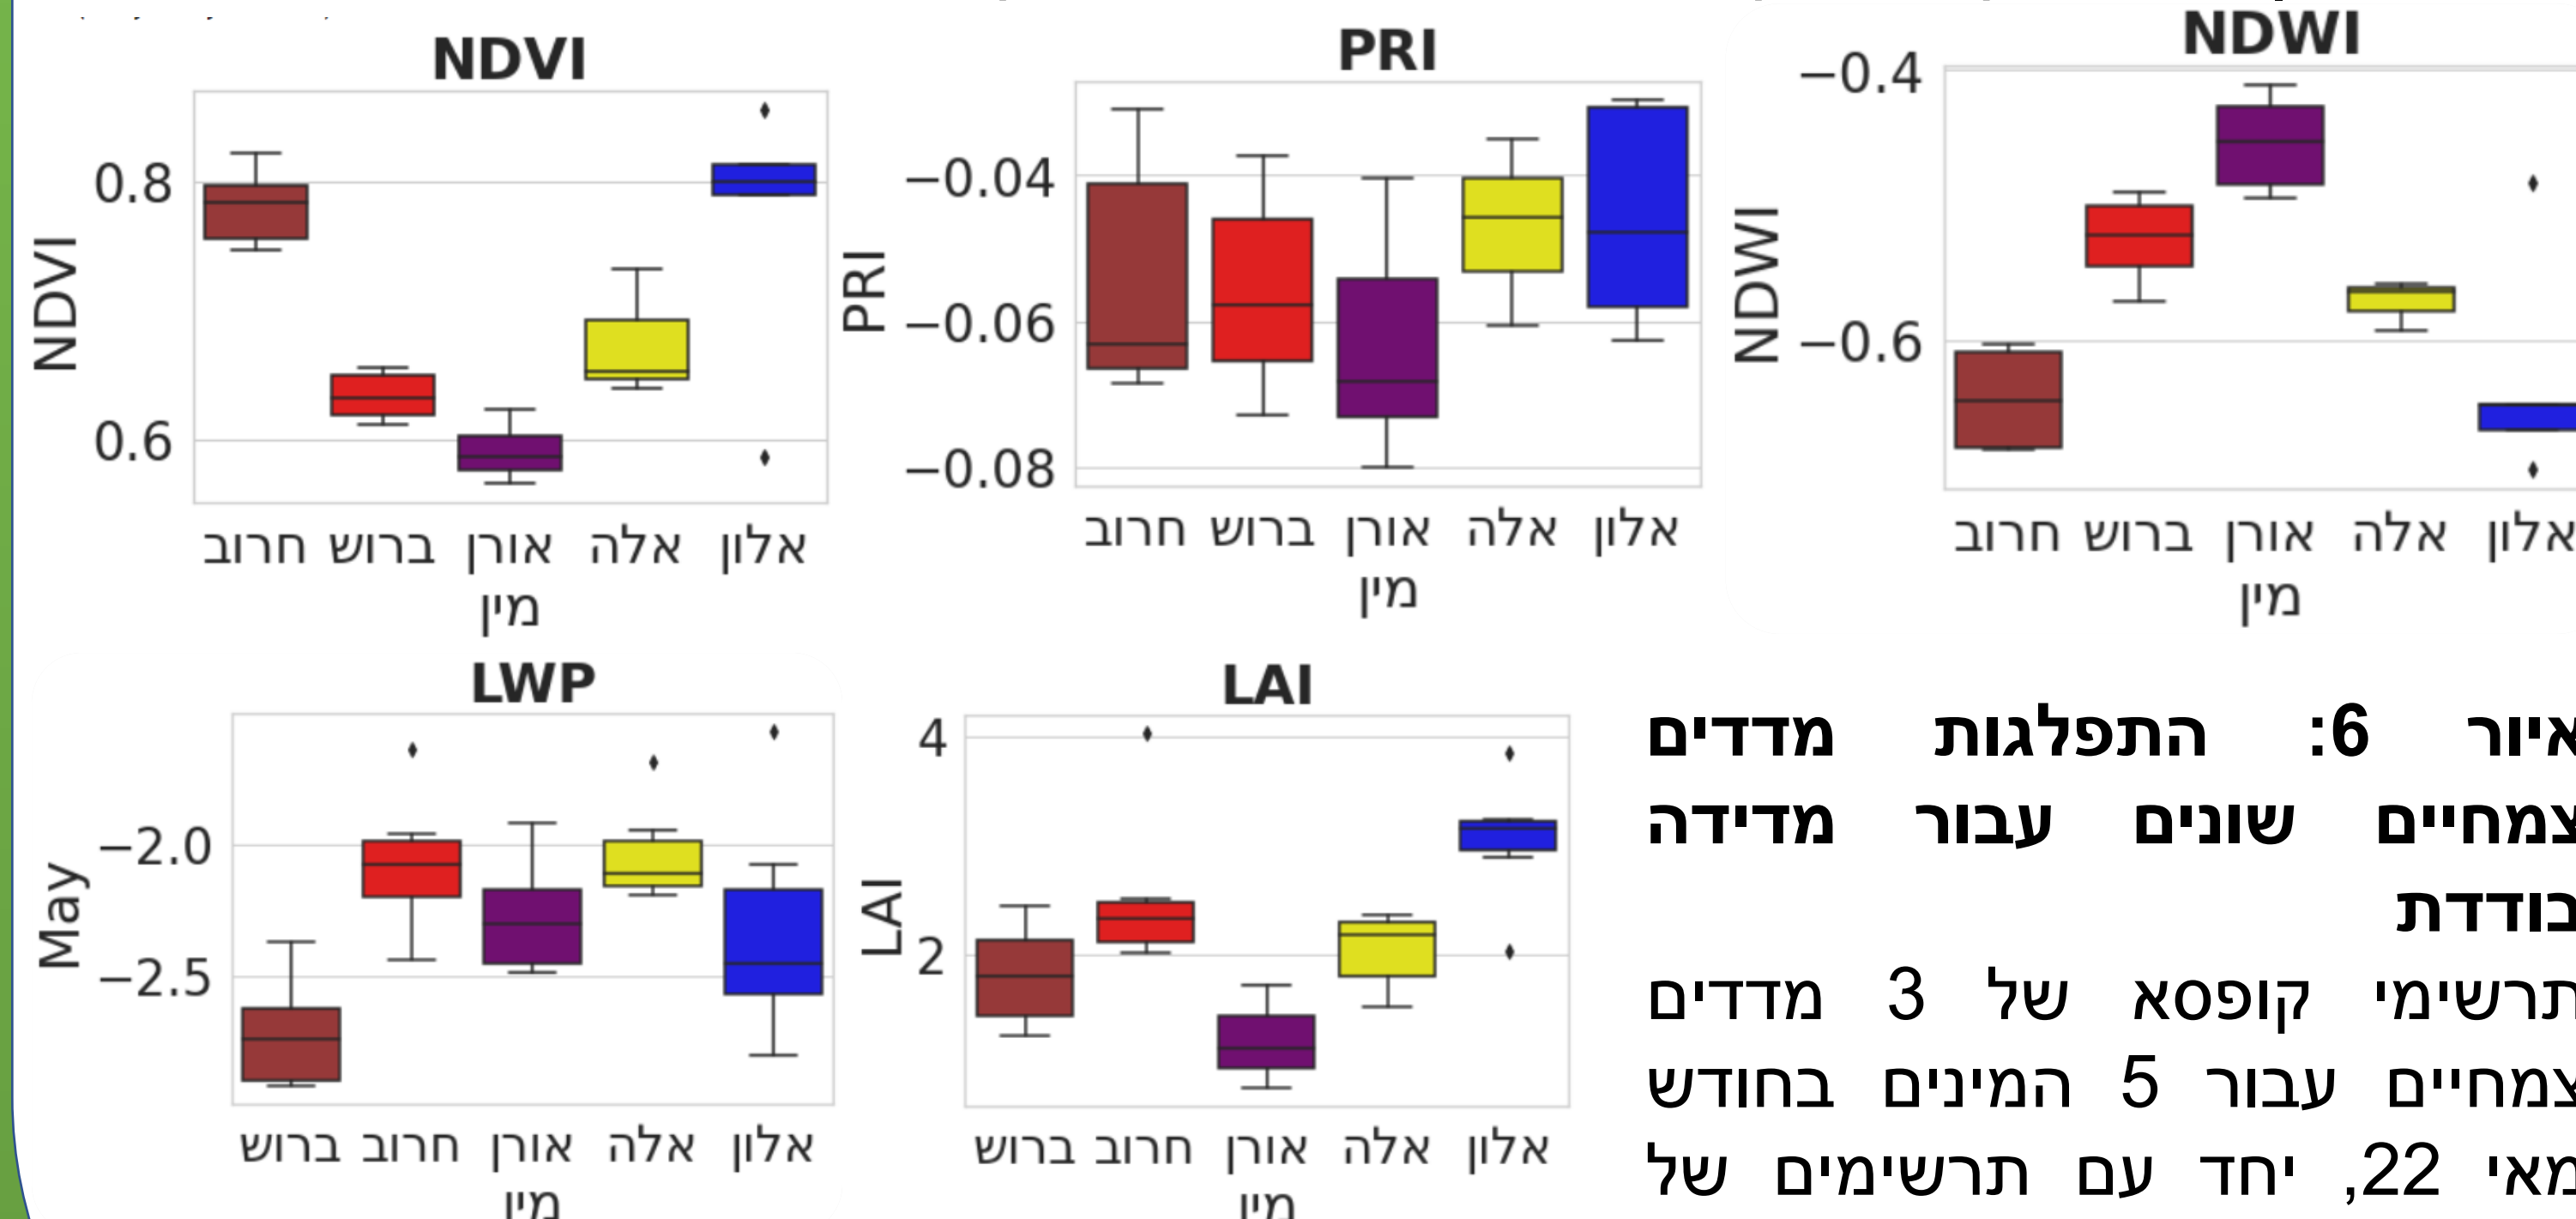 NDVI
NDVI
0.8
0.6
חרוב ברוש אורן אלה אלון
מין
PRI
PRI
−0.04
−0.06
−0.08
חרוב ברוש אורן אלה אלון
מין
NDWI
NDWI
−0.4
−0.6
חרוב ברוש אורן אלה אלון
מין
LWP
May
−2.0
−2.5
ברוש חרוב אורן אלה אלון
מין
LAI
LAI
4
2
ברוש חרוב אורן אלה אלון
מין
איור 6: התפלגות מדדים
צמחיים שונים עבור מדידה
בודדת
תרשימי קופסא של 3 מדדים
צמחיים עבור 5 המינים בחודש
מאי 22, יחד עם תרשימים של